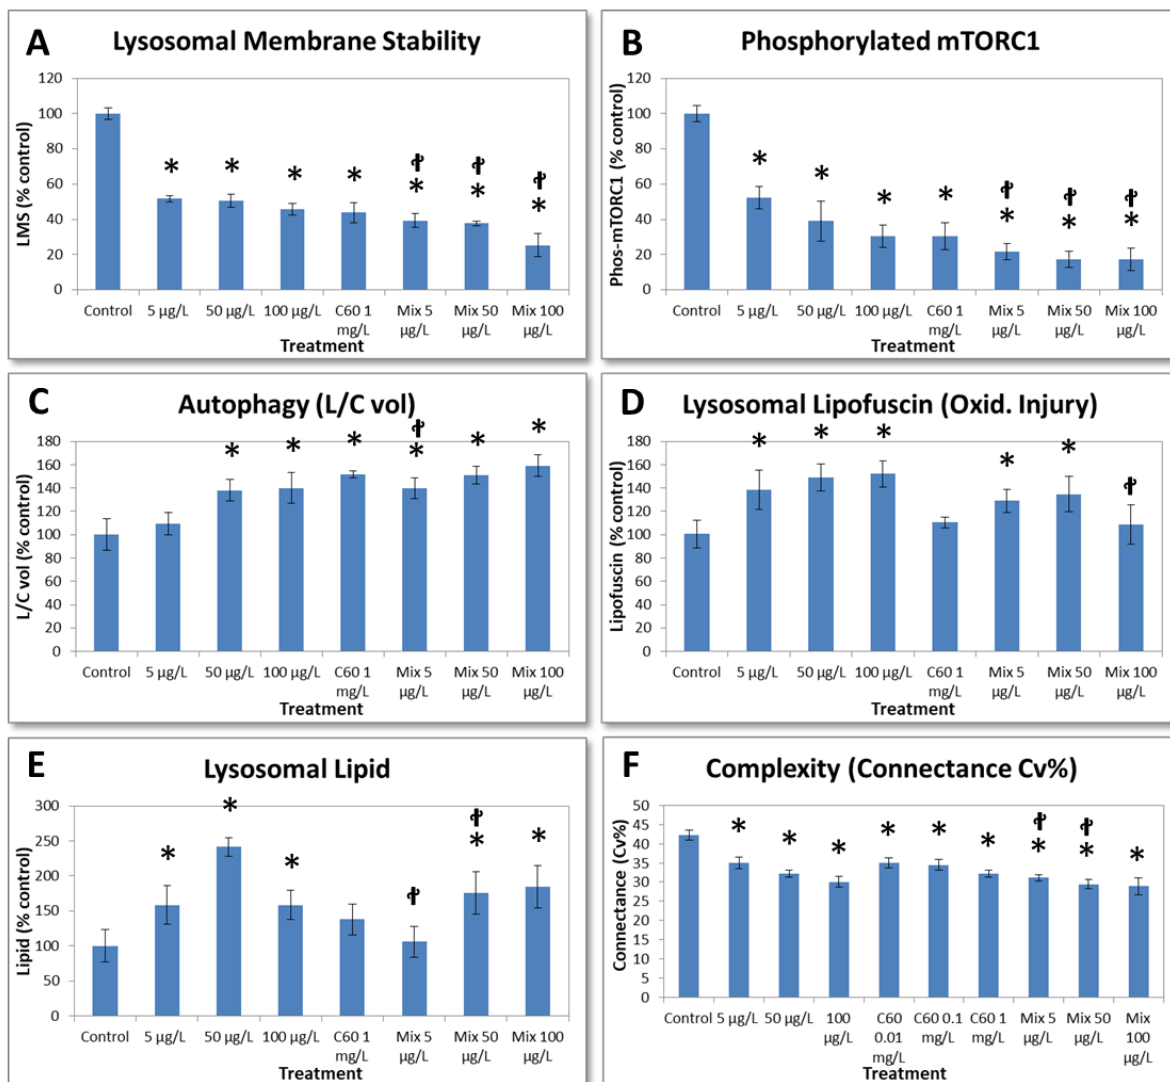 A Lysosomal Membrane Stability
LMS (% control)
120
100
80
60
40
20
0
* * * * ⴕ* ⴕ* ⴕ*
Control 5 µg/L 50 µg/L 100 µg/L C60 1 Mix 5 Mix 50 Mix 100
mg/L µg/L µg/L µg/L
Treatment
B Phosphorylated mTORC1
Phos-mTORC1 (% control)
120
100
80
60
40
20
0
* * * * * * *
Control 5 µg/L 50 µg/L 100 µg/L C60 1 Mix 5 Mix 50 Mix 100
mg/L µg/L µg/L µg/L
Treatment
C Autophagy (L/C vol)
L/C vol (% control)
180
160
140
120
100
80
60
40
20
0
* * * * * *
Control 5 µg/L 50 µg/L 100 µg/L C60 1 Mix 5 Mix 50 Mix 100
mg/L µg/L µg/L µg/L
Treatment
D Lysosomal Lipofuscin (Oxid. Injury)
Lipofuscin (% control)
180
160
140
120
100
80
60
40
20
0
* * * * *
Control 5 µg/L 50 µg/L 100 µg/L C60 1 Mix 5 Mix 50 Mix 100
mg/L µg/L µg/L µg/L
Treatment
E Lysosomal Lipid
Lipid (% control)
300
250
200
150
100
50
0
* * * * *
Control 5 µg/L 50 µg/L 100 µg/L C60 1 Mix 5 Mix 50 Mix 100
mg/L µg/L µg/L µg/L
Treatment
F Complexity (Connectance Cv%)
Connectance (Cv%)
50
45
40
35
30
25
20
15
10
5
0
* * * * * * * * *
Control 5 µg/L 50 µg/L 100 C60 C60 0.1 C60 1 Mix 5 Mix 50 Mix
µg/L 0.01 mg/L mg/L µg/L µg/L 100
mg/L µg/L
Treatment